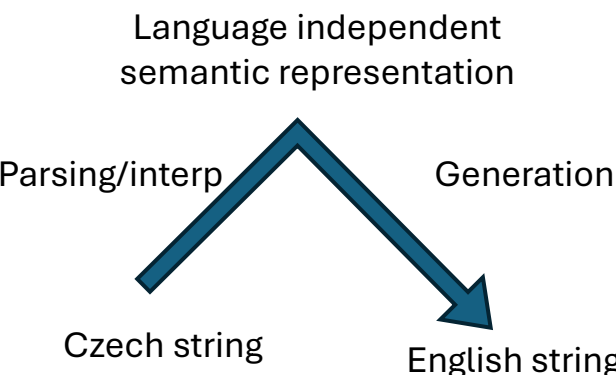 Language independent
semantic representation
Parsing/interp
Generation
Czech string
English string